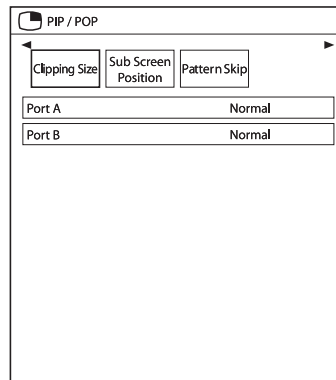 PIP / POP
Clipping Size
Sub Screen
Position
Pattern Skip
Port A Normal
Port B Normal